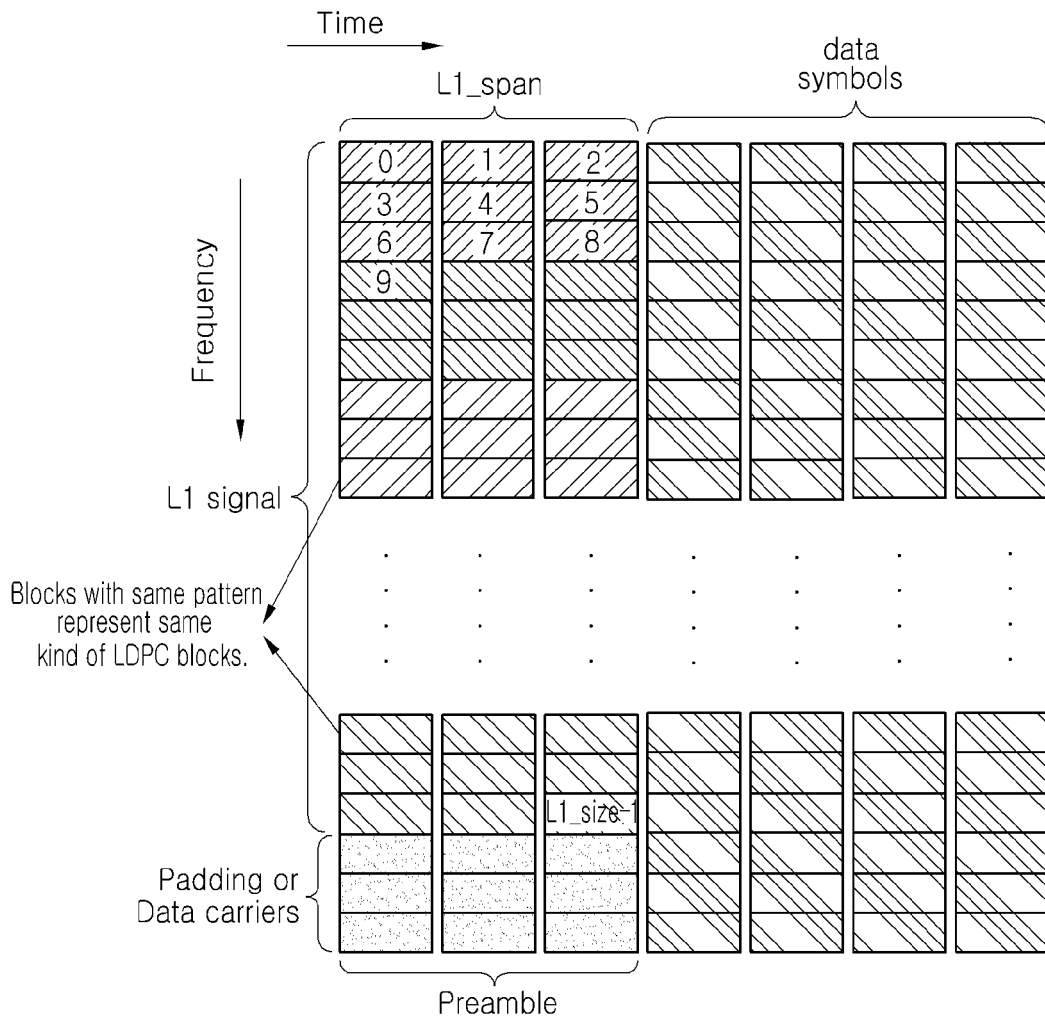 Time
L1_span
data
symbols
0 1 2
3 4 5
6 7 8
9
Frequency
L1 signal
Blocks with same pattern
represent same
kind of LDPC blocks.
L1_size-1
Padding or
Data carriers
Preamble